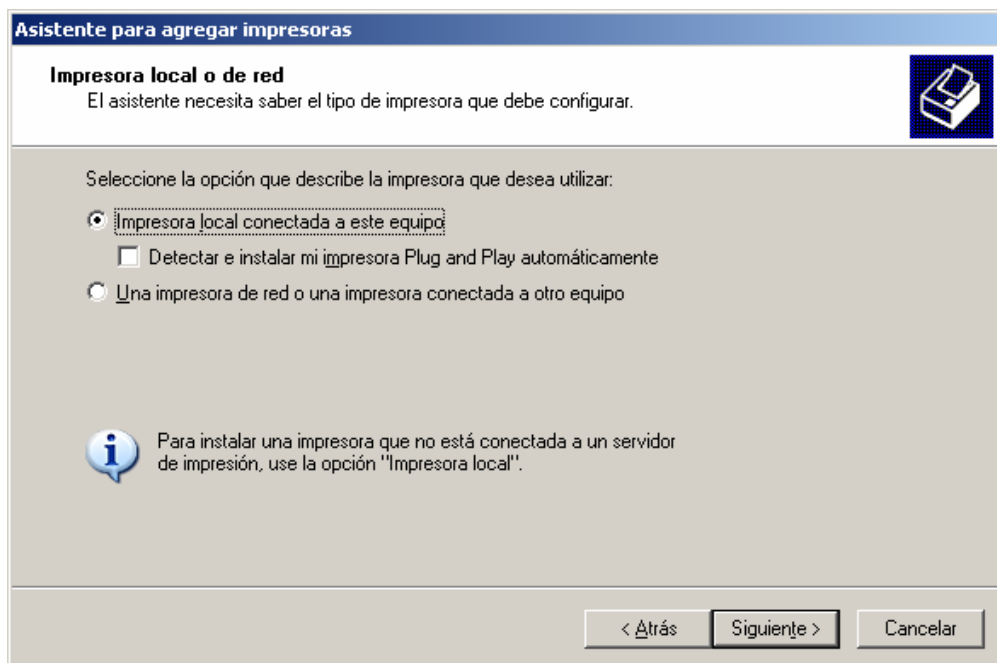 Asistente para agregar impresoras
Impresora local o de red
El asistente necesita saber el tipo de impresora que debe configurar.
Seleccione la opción que describe la impresora que desea utilizar:
Impresora local conectada a este equipo
Detectar e instalar mi impresora Plug and Play automáticamente
Una impresora de red o una impresora conectada a otro equipo
Para instalar una impresora que no está conectada a un servidor
de impresión, use la opción "Impresora local".
< Atrás
Siguiente >
Cancelar